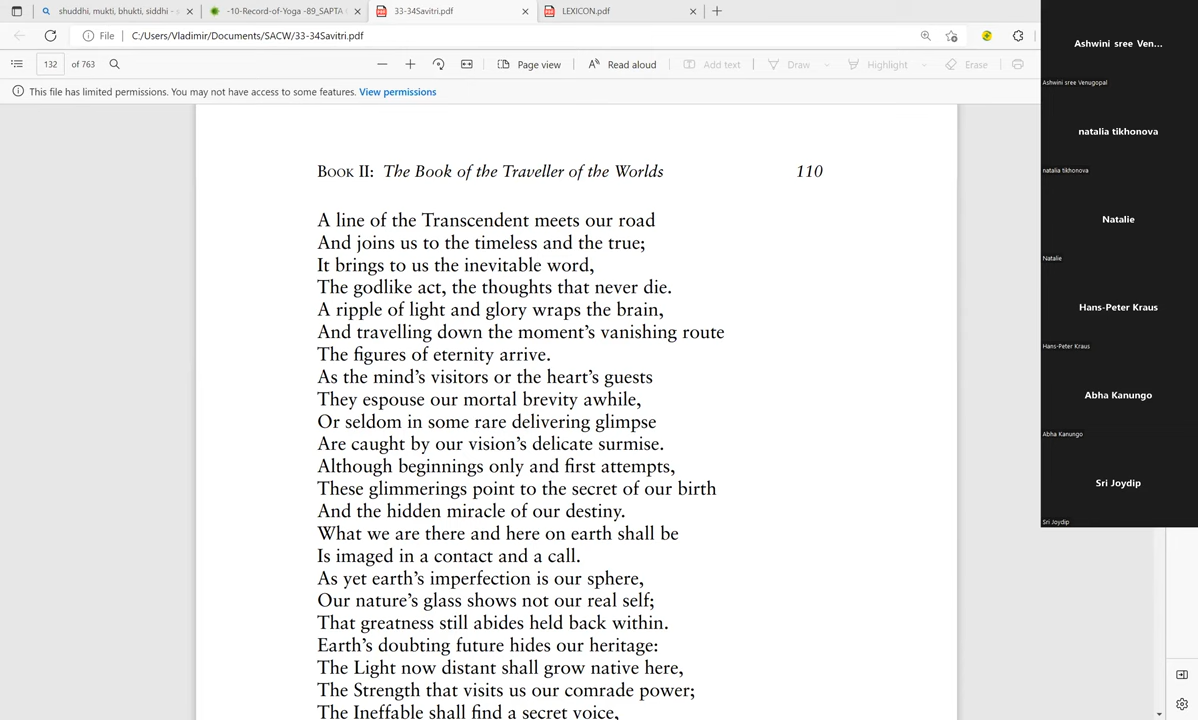 shuddhi, mukti, bhukti, siddhi - s
-10-Record-of-Yoga -89_SAPTA
33-34Savitri.pdf
LEXICON.pdf
File
C:/Users/Vladimir/Documents/SACW/33-34Savitri.pdf
132 of 763
Page view
Read aloud
Add text
Draw
Highlight
Erase
This file has limited permissions. You may not have access to some features. View permissions
BOOK II: The Book of the Traveller of the Worlds 110
A line of the Transcendent meets our road
And joins us to the timeless and the true;
It brings to us the inevitable word,
The godlike act, the thoughts that never die.
A ripple of light and glory wraps the brain,
And travelling down the moment's vanishing route
The figures of eternity arrive.
As the mind's visitors or the heart's guests
They espouse our mortal brevity awhile,
Or seldom in some rare delivering glimpse
Are caught by our vision's delicate surmise.
Although beginnings only and first attempts,
These glimmerings point to the secret of our birth
And the hidden miracle of our destiny.
What we are there and here on earth shall be
Is imaged in a contact and a call.
As yet earth's imperfection is our sphere,
Our nature's glass shows not our real self;
That greatness still abides held back within.
Earth's doubting future hides our heritage:
The Light now distant shall grow native here,
The Strength that visits us our comrade power;
The Ineffable shall find a secret voice,
Ashwini sree Ven...
Ashwini sree Venugopal
natalia tikhonova
natalia tikhonova
Natalie
Natalie
Hans-Peter Kraus
Hans-Peter Kraus
Abha Kanungo
Abha Kanungo
Sri Joydip
Sri Joydip